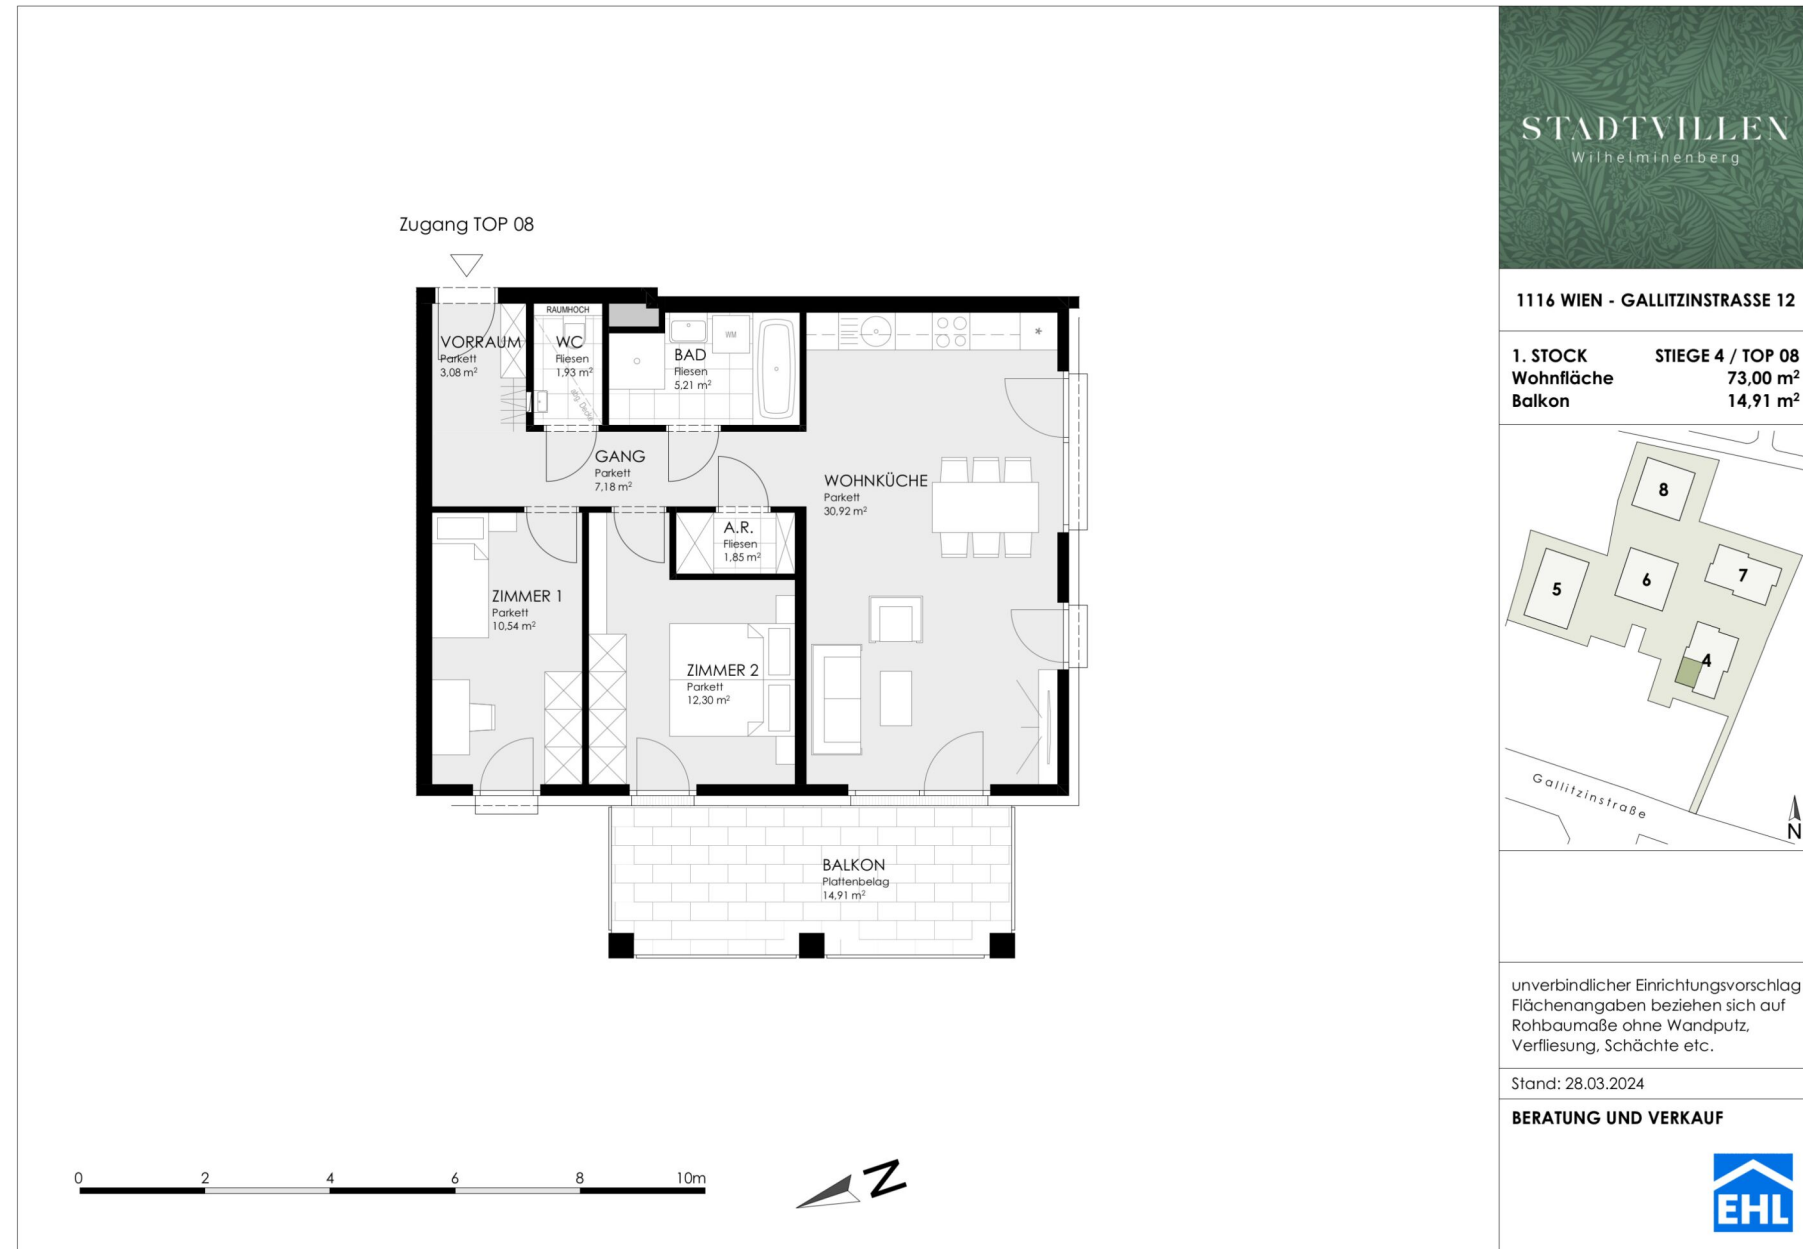 STADTVILLEN
Wilhelminenberg
Zugang TOP 08
1116 WIEN - GALLITZINSTRASSE 12
1. STOCK STIEGE 4 / TOP 08
Wohnfläche 73,00 m²
Balkon 14,91 m²
VORRAUM
Parkett
3,08 m²
RAUMHOCH
WC
Fliesen
1,93 m²
abg. Decke
BAD
Fliesen
5,21 m²
WM
*
GANG
Parkett
7,18 m²
WOHNKÜCHE
Parkett
30,92 m²
A.R.
Fliesen
1,85 m²
ZIMMER 1
Parkett
10,54 m²
ZIMMER 2
Parkett
12,30 m²
BALKON
Plattenbelag
14,91 m²
8
5
6
7
4
Gallitzinstraße
N
unverbindlicher Einrichtungsvorschlag
Flächenangaben beziehen sich auf
Rohbaumaße ohne Wandputz,
Verfliesung, Schächte etc.
Stand: 28.03.2024
BERATUNG UND VERKAUF
EHL
0 2 4 6 8 10m
N